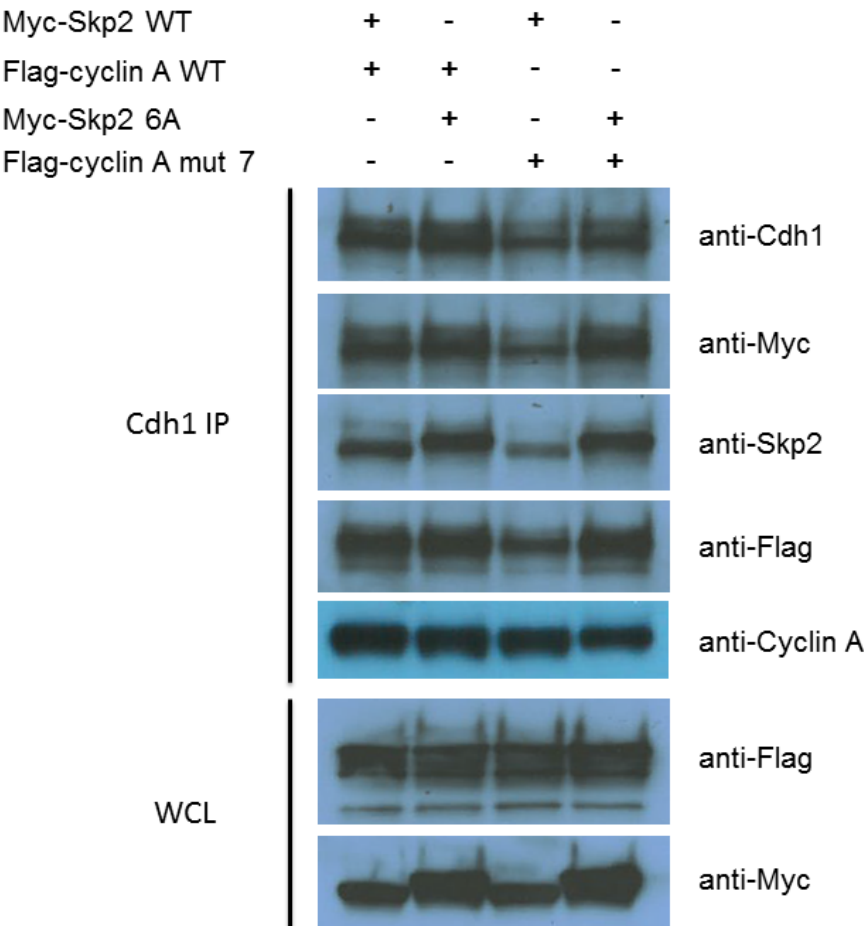 Myc-Skp2 WT + - + -
Flag-cyclin A WT + + - -
Myc-Skp2 6A - + - +
Flag-cyclin A mut 7 - - + +
anti-Cdh1
anti-Myc
Cdh1 IP
anti-Skp2
anti-Flag
anti-Cyclin A
anti-Flag
WCL
anti-Myc